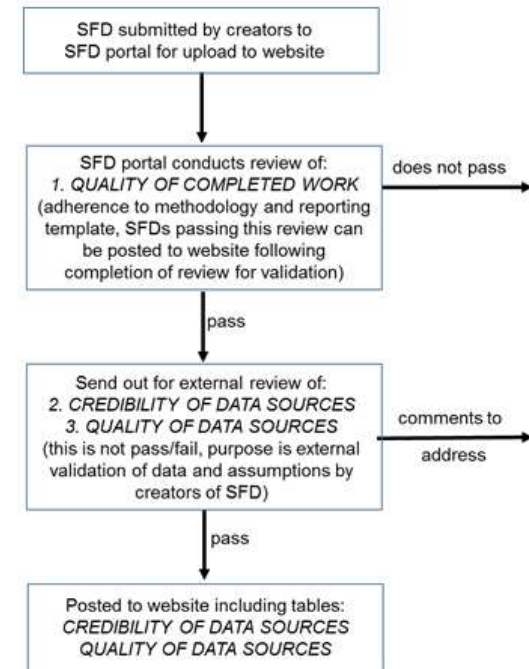 SFD submitted by creators to
SFD portal for upload to website
SFD portal conducts review of:
1. QUALITY OF COMPLETED WORK
(adherence to methodology and reporting
template, SFDs passing this review can
be posted to website following
completion of review for validation)
does not pass
pass
Send out for external review of:
2. CREDIBILITY OF DATA SOURCES
3. QUALITY OF DATA SOURCES
(this is not pass/fail, purpose is external
validation of data and assumptions by
creators of SFD)
comments to
address
pass
Posted to website including tables:
CREDIBILITY OF DATA SOURCES
QUALITY OF DATA SOURCES